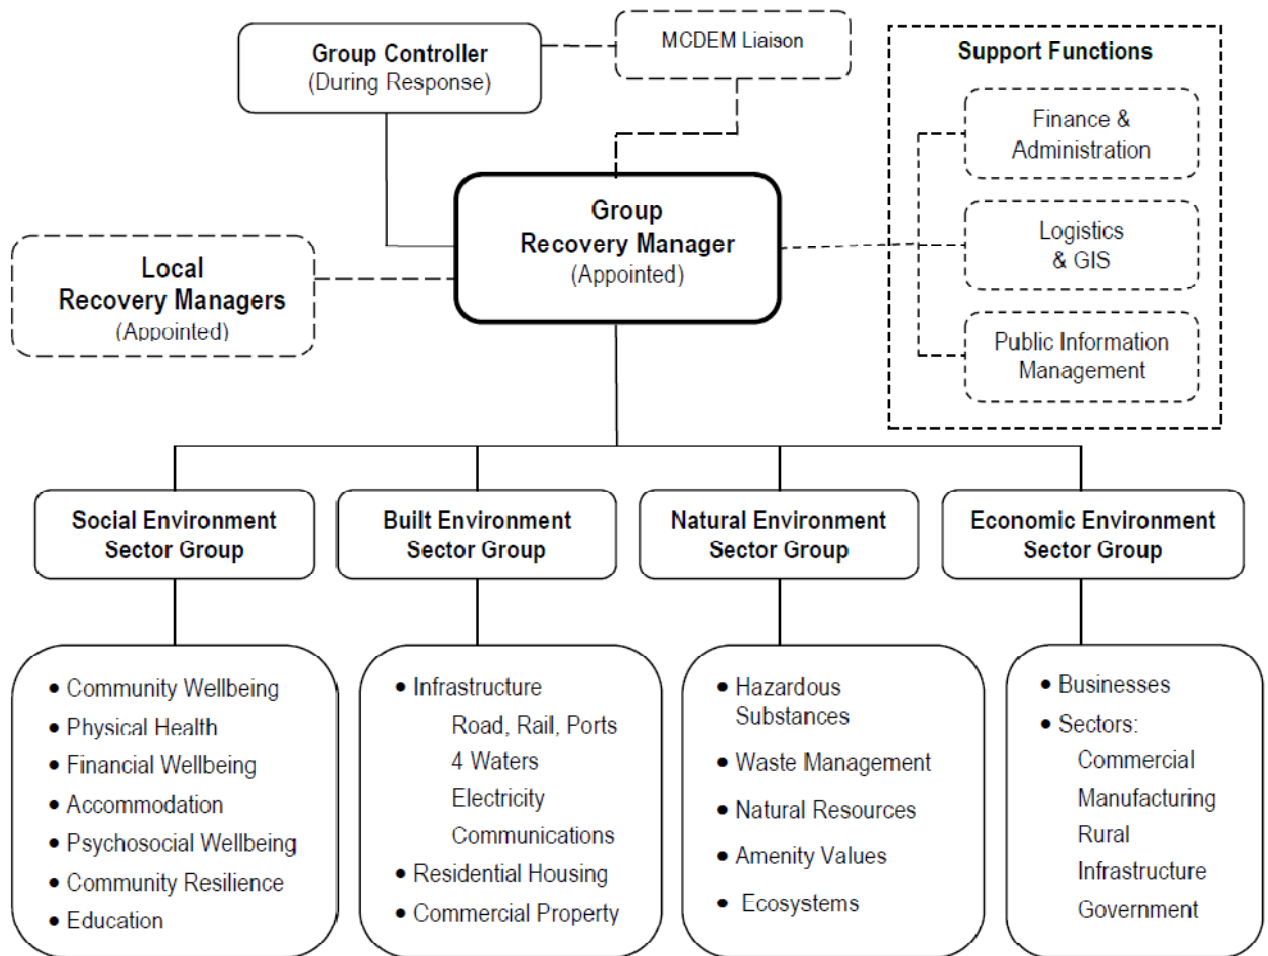 Group Controller
(During Response)
MCDEM Liaison
Support Functions
Finance &
Administration
Logistics
& GIS
Public Information
Management
Group
Recovery Manager
(Appointed)
Local
Recovery Managers
(Appointed)
Social Environment
Sector Group
Built Environment
Sector Group
Natural Environment
Sector Group
Economic Environment
Sector Group
• Community Wellbeing
• Physical Health
• Financial Wellbeing
• Accommodation
• Psychosocial Wellbeing
• Community Resilience
• Education
• Infrastructure
Road, Rail, Ports
4 Waters
Electricity
Communications
• Residential Housing
• Commercial Property
• Hazardous
Substances
• Waste Management
• Natural Resources
• Amenity Values
• Ecosystems
• Businesses
• Sectors:
Commercial
Manufacturing
Rural
Infrastructure
Government